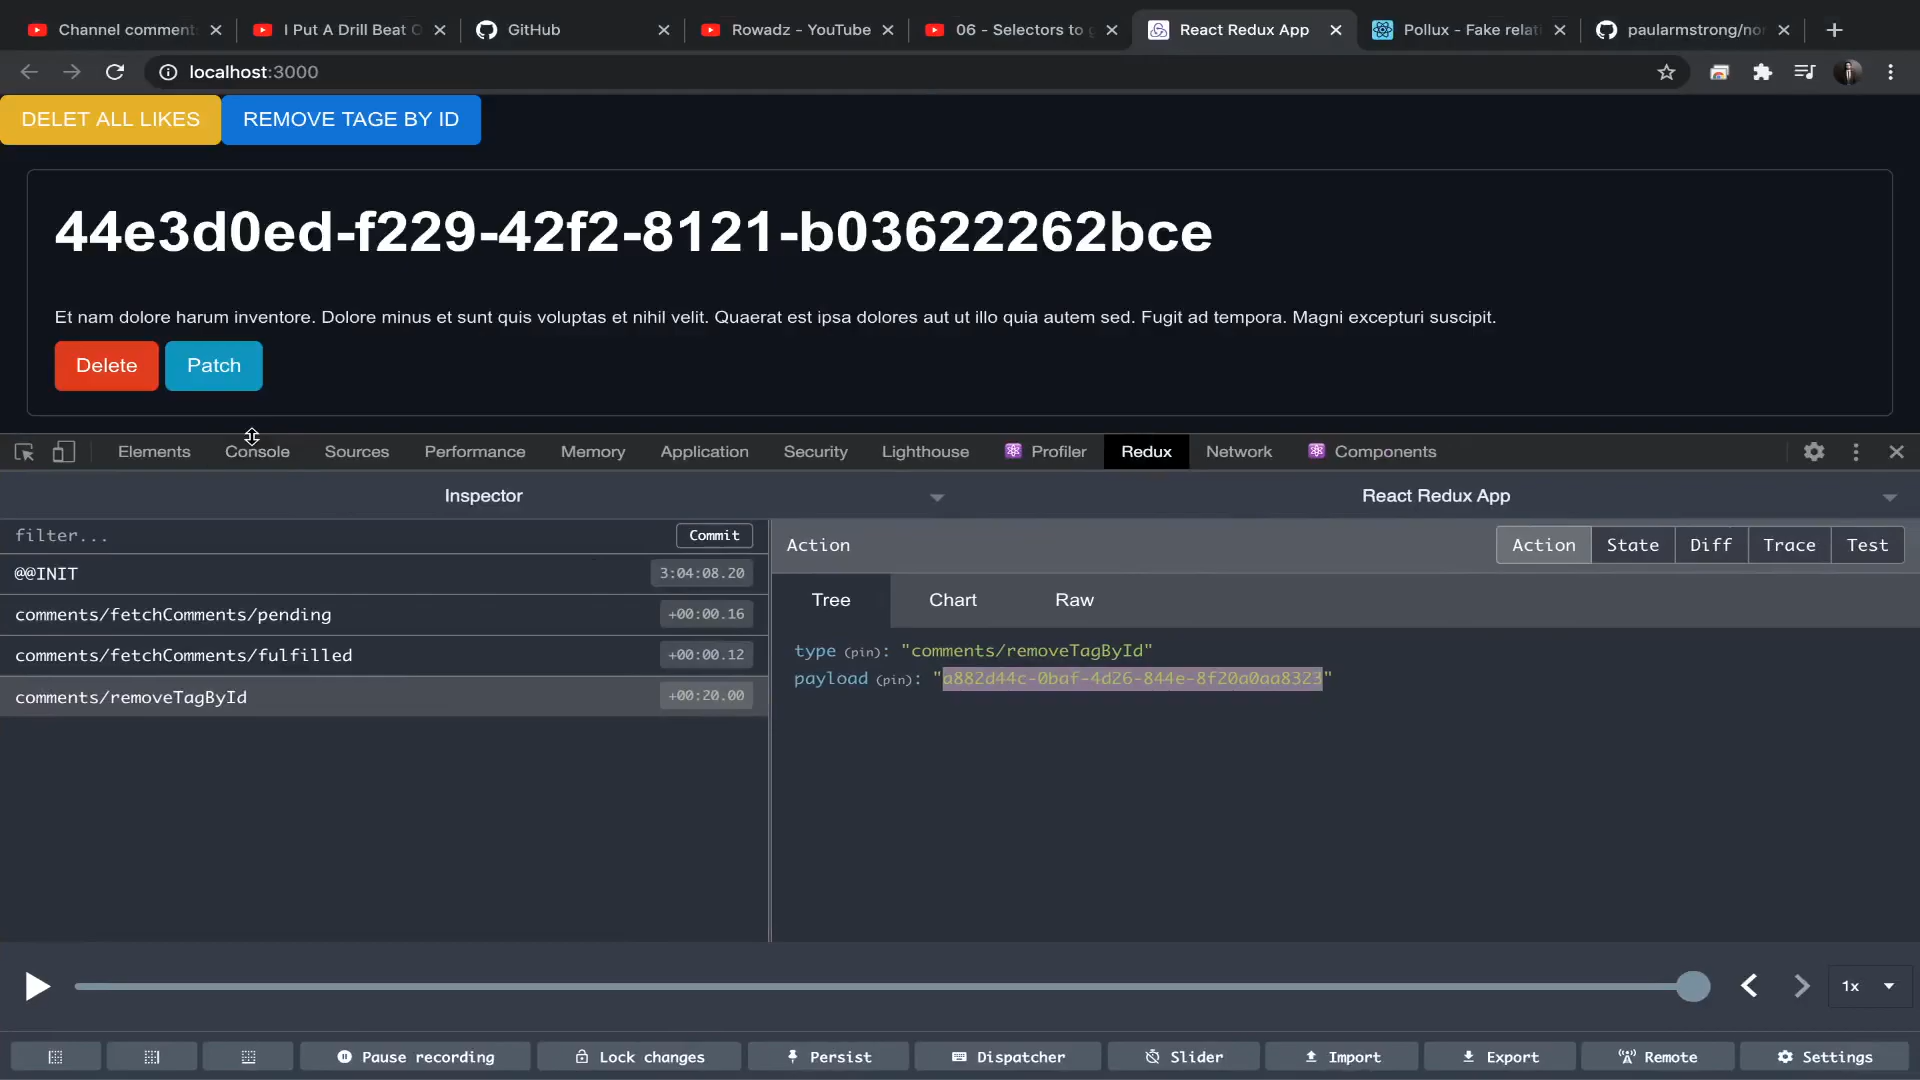 Channel comment
I Put A Drill Beat O
GitHub
Rowadz - YouTube
06 - Selectors to g
React Redux App
Pollux - Fake relati
paularmstrong/nor
localhost:3000
DELET ALL LIKES
REMOVE TAGE BY ID
44e3d0ed-f229-42f2-8121-b03622262bce
Et nam dolore harum inventore. Dolore minus et sunt quis voluptas et nihil velit. Quaerat est ipsa dolores aut ut illo quia autem sed. Fugit ad tempora. Magni excepturi suscipit.
Delete
Patch
Elements
Console
Sources
Performance
Memory
Application
Security
Lighthouse
Profiler
Redux
Network
Components
Inspector
React Redux App
filter...
Commit
@@INIT
3:04:08.20
comments/fetchComments/pending
+00:00.16
comments/fetchComments/fulfilled
+00:00.12
comments/removeTagById
+00:20.00
Action
Action
State
Diff
Trace
Test
Tree
Chart
Raw
type (pin): "comments/removeTagById"
payload (pin): "a882d44c-0baf-4d26-844e-8f20a0aa8323"
1x
Pause recording
Lock changes
Persist
Dispatcher
Slider
Import
Export
Remote
Settings